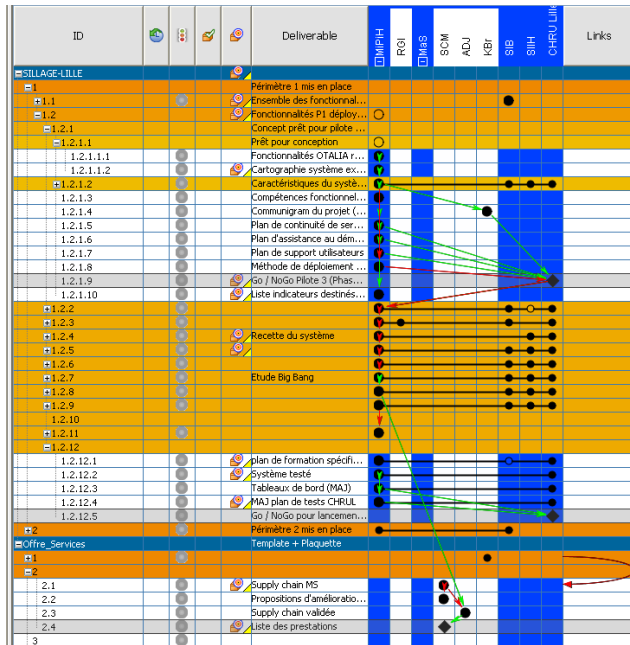 ID Deliverable MiPiH RGI MaS SCM ADJ KBr SIB SIIH CHRU Lille Links
SILLAGE-LILLE
1 Périmètre 1 mis en place
1.1 Ensemble des fonctionnal...
1.2 Fonctionnalités P1 déploy...
1.2.1 Concept prêt pour pilote ...
1.2.1.1 Prêt pour conception
1.2.1.1.1 Fonctionnalités OTALIA r...
1.2.1.1.2 Cartographie système ex...
1.2.1.2 Caractéristiques du systè...
1.2.1.3 Compétences fonctionnel...
1.2.1.4 Communigram du projet (...
1.2.1.5 Plan de continuité de ser...
1.2.1.6 Plan d'assistance au dém...
1.2.1.7 Plan de support utilisateurs
1.2.1.8 Méthode de déploiement ...
1.2.1.9 Go / NoGo Pilote 3 (Phas...
1.2.1.10 Liste indicateurs destinés...
1.2.2
1.2.3
1.2.4 Recette du système
1.2.5
1.2.6
1.2.7 Etude Big Bang
1.2.8
1.2.9
1.2.10
1.2.11
1.2.12
1.2.12.1 plan de formation spécifi...
1.2.12.2 Système testé
1.2.12.3 Tableaux de bord (MAJ)
1.2.12.4 MAJ plan de tests CHRUL
1.2.12.5 Go / NoGo pour lancemen...
2 Périmètre 2 mis en place
Offre_Services Template + Plaquette
1
2
2.1 Supply chain MS
2.2 Propositions d'amélioratio...
2.3 Supply chain validée
2.4 Liste des prestations
3